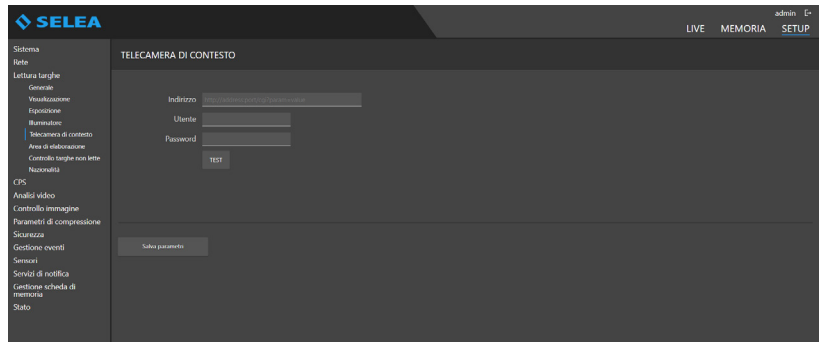 SELEA
admin
LIVE MEMORIA SETUP
Sistema
Rete
Lettura targhe
Generale
Visualizzazione
Esposizione
Illuminatore
Telecamera di contesto
Area di elaborazione
Controllo targhe non lette
Nazionalità
CPS
Analisi video
Controllo immagine
Parametri di compressione
Sicurezza
Gestione eventi
Sensori
Servizi di notifica
Gestione scheda di
memoria
Stato
TELECAMERA DI CONTESTO
Indirizzo
Utente
Password
TEST
Salva parametri